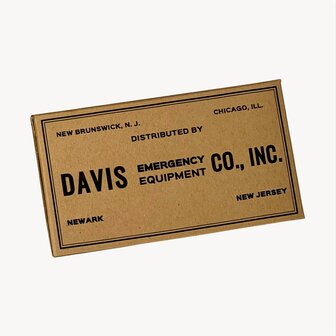 NEW BRUNSWICK, N. J.
CHICAGO, ILL.
DISTRIBUTED BY
DAVIS EMERGENCY EQUIPMENT CO., INC.
NEWARK
NEW JERSEY